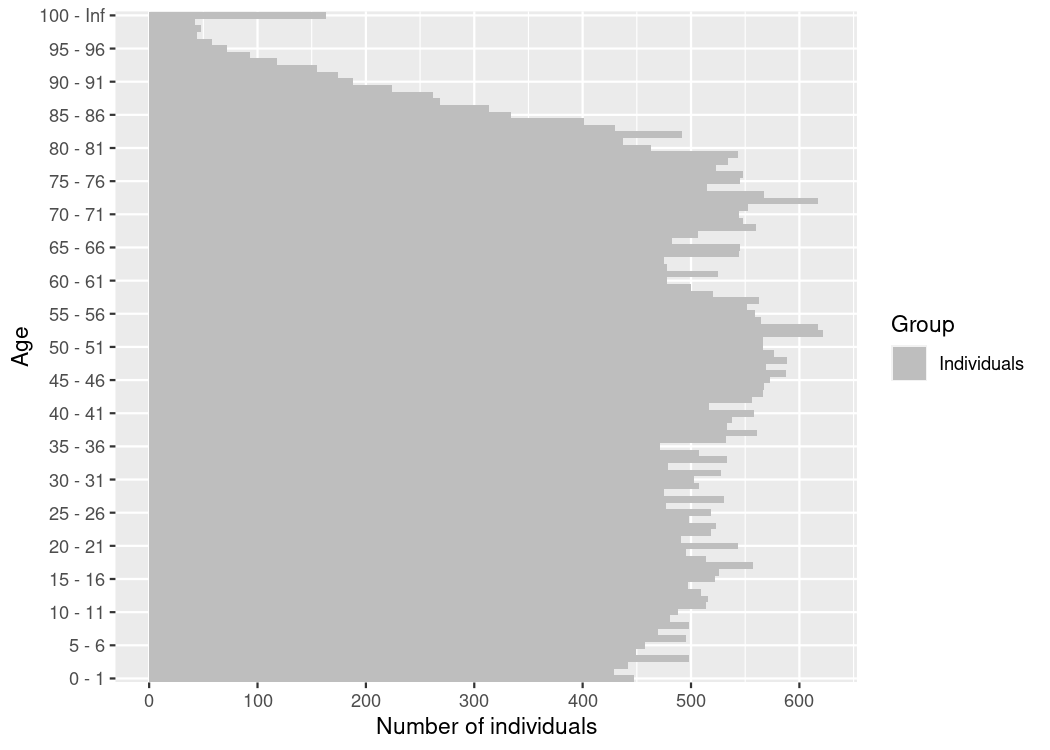 100 - Inf
95 - 96
90 - 91
85 - 86
80 - 81
75 - 76
70 - 71
65 - 66
60 - 61
55 - 56
50 - 51
45 - 46
40 - 41
35 - 36
30 - 31
25 - 26
20 - 21
15 - 16
10 - 11
5 - 6
0 - 1
Age
0 100 200 300 400 500 600
Number of individuals
Group
Individuals